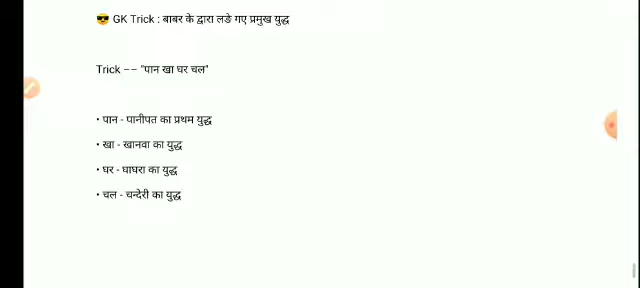 😎 GK Trick : बाबर के द्वारा लडे गए प्रमुख युद्ध
Trick –– "पान खा घर चल"
• पान - पानीपत का प्रथम युद्ध
• खा - खानवा का युद्ध
• घर - घाघरा का युद्ध
• चल - चन्देरी का युद्ध